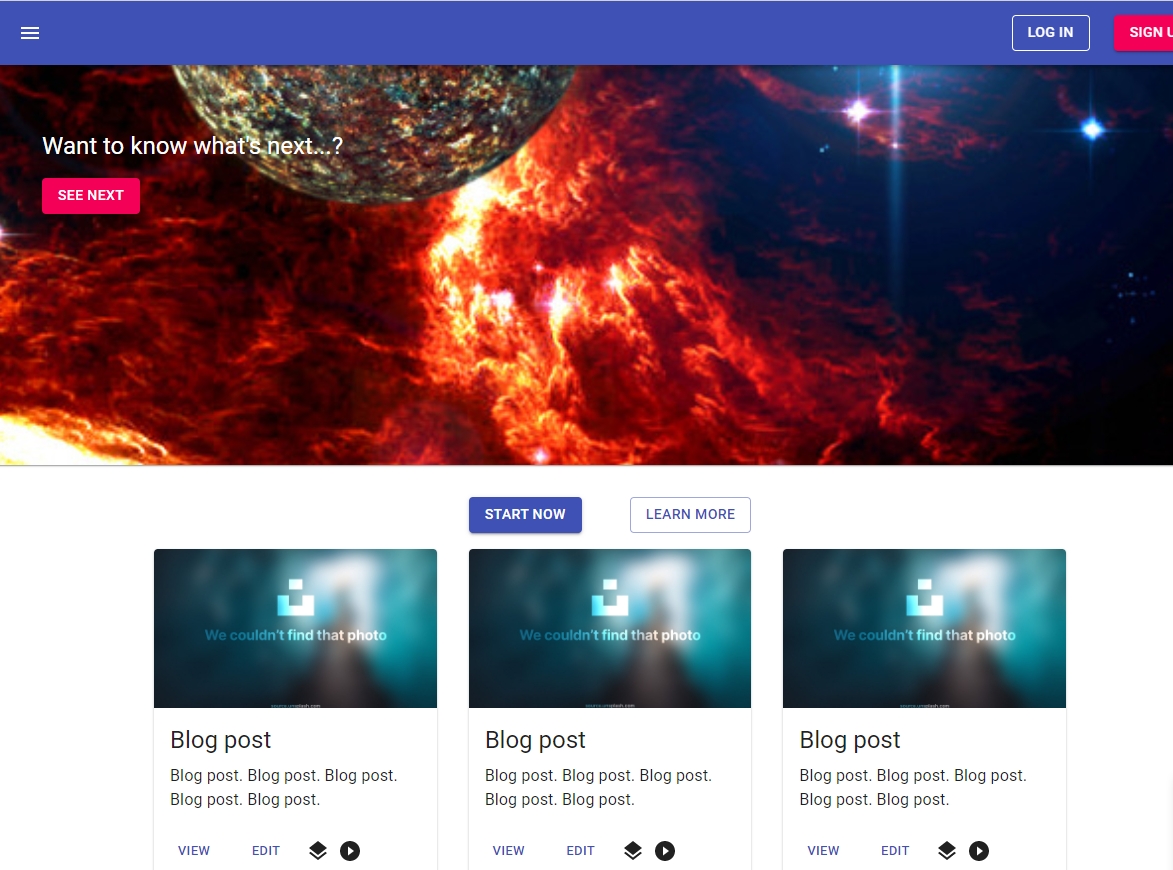 LOG IN
SIGN U
Want to know what's next...?
SEE NEXT
START NOW
LEARN MORE
We couldn't find that photo
We couldn't find that photo
We couldn't find that photo
source.unsplash.com
source.unsplash.com
source.unsplash.com
Blog post
Blog post
Blog post
Blog post. Blog post. Blog post.
Blog post. Blog post.
Blog post. Blog post. Blog post.
Blog post. Blog post.
Blog post. Blog post. Blog post.
Blog post. Blog post.
VIEW EDIT
VIEW EDIT
VIEW EDIT